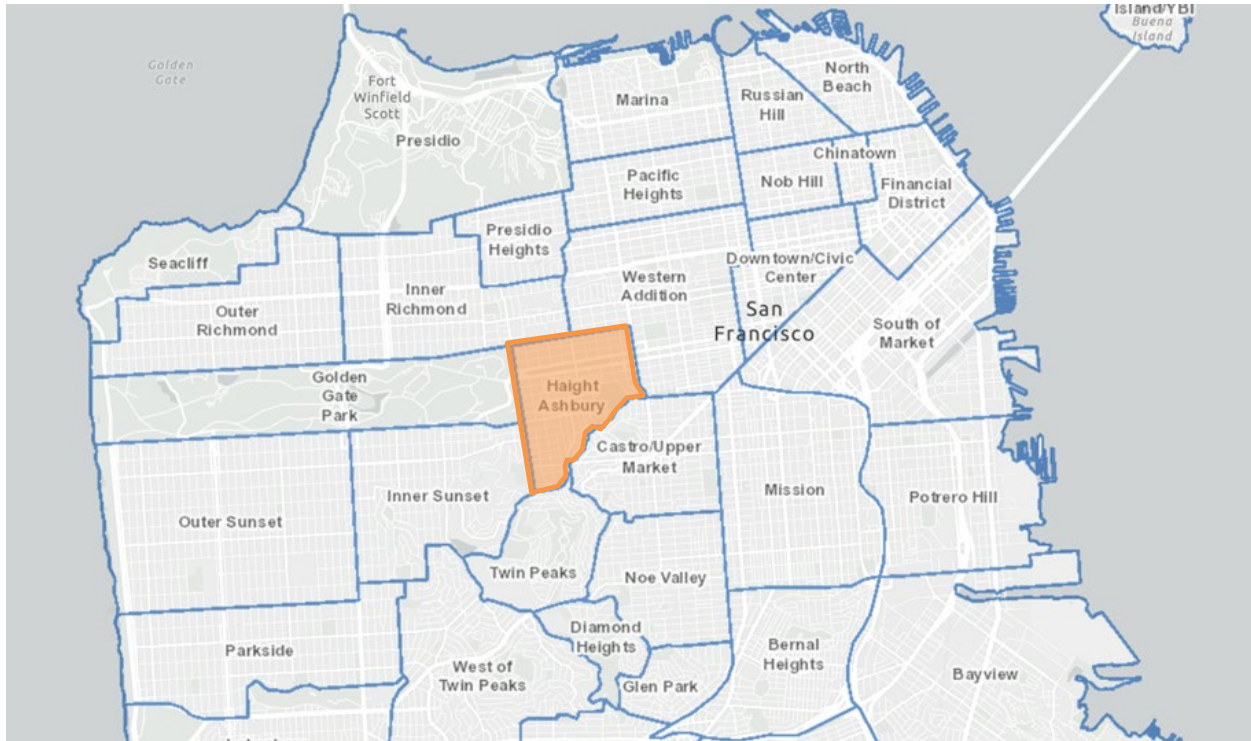 Island/YBI
Buena
Island
Golden
Gate
Fort
Winfield
Scott
North
Beach
Marina
Russian
Hill
Presidio
Chinatown
Pacific
Heights
Nob Hill
Financial
District
Presidio
Heights
Seacliff
Downtown/Civic
Center
Western
Addition
Inner
Richmond
Outer
Richmond
San
Francisco
South of
Market
Golden
Gate
Park
Haight
Ashbury
Castro/Upper
Market
Inner Sunset
Mission
Potrero Hill
Outer Sunset
Twin Peaks
Noe Valley
Diamond
Heights
Parkside
Bernal
Heights
West of
Twin Peaks
Glen Park
Bayview